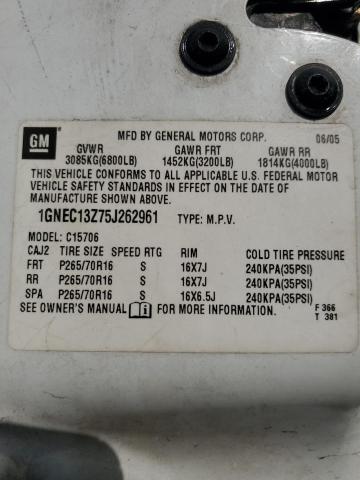 GM
MFD BY GENERAL MOTORS CORP. 06/05
GVWR GAWR FRT GAWR RR
3085KG(6800LB) 1452KG(3200LB) 1814KG(4000LB)
THIS VEHICLE CONFORMS TO ALL APPLICABLE U.S. FEDERAL MOTOR
VEHICLE SAFETY STANDARDS IN EFFECT ON THE DATE OF
MANUFACTURE SHOWN ABOVE.
1GNEC13Z75J262961 TYPE: M.P.V.
MODEL: C15706
CAJ2 TIRE SIZE SPEED RTG RIM COLD TIRE PRESSURE
FRT P265/70R16 S 16X7J 240KPA(35PSI)
RR P265/70R16 S 16X7J 240KPA(35PSI)
SPA P265/70R16 S 16X6.5J 240KPA(35PSI)
SEE OWNER'S MANUAL FOR MORE INFORMATION. F 366
T 381